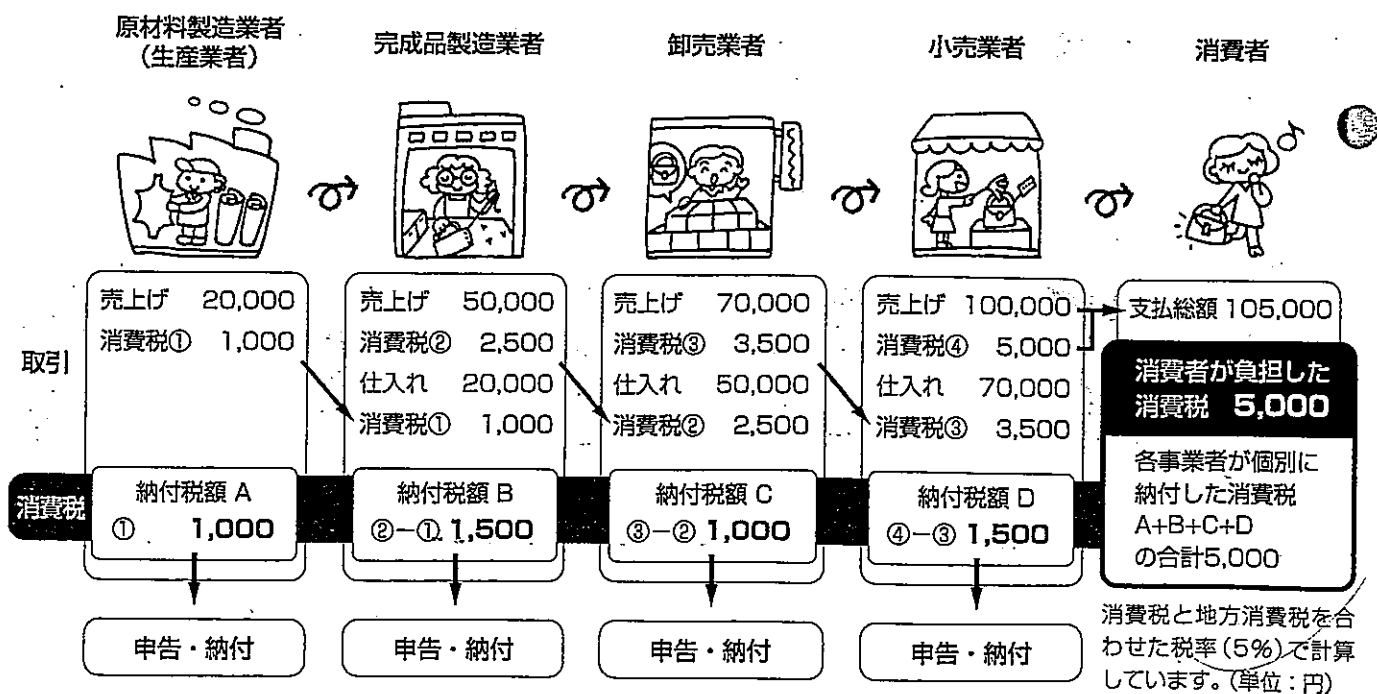 原材料製造業者
(生産業者)
完成品製造業者
卸売業者
小売業者
消費者
取引
売上げ 20,000
消費税① 1,000
売上げ 50,000
消費税② 2,500
仕入れ 20,000
消費税① 1,000
売上げ 70,000
消費税③ 3,500
仕入れ 50,000
消費税② 2,500
売上げ 100,000
消費税④ 5,000
仕入れ 70,000
消費税③ 3,500
支払総額 105,000
消費者が負担した
消費税 5,000
各事業者が個別に
納付した消費税
A+B+C+D
の合計5,000
消費税
納付税額 A
① 1,000
納付税額 B
②-① 1,500
納付税額 C
③-② 1,000
納付税額 D
④-③ 1,500
申告・納付
申告・納付
申告・納付
申告・納付
消費税と地方消費税を合
わせた税率(5%)で計算
しています。(単位:円)